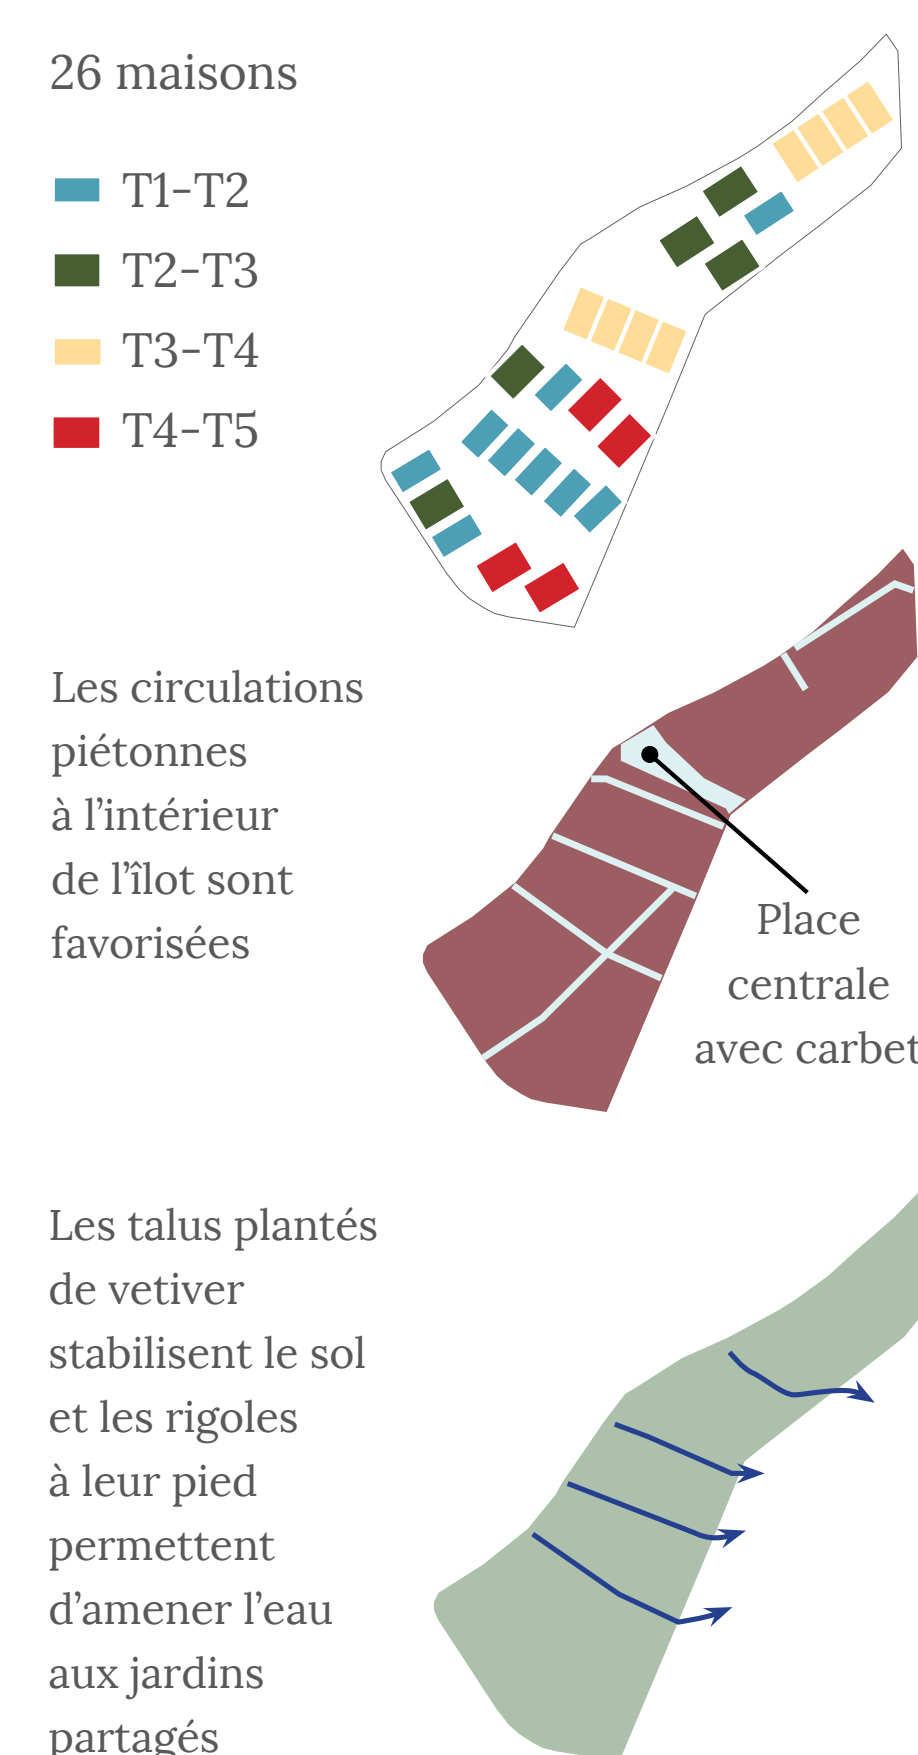 26 maisons
T1-T2
T2-T3
T3-T4
T4-T5
Les circulations
piétonnes
à l'intérieur
de l'îlot sont
favorisées
Place
centrale
avec carbet
Les talus plantés
de vetiver
stabilisent le sol
et les rigoles
à leur pied
permettent
d'amener l'eau
aux jardins
partagés